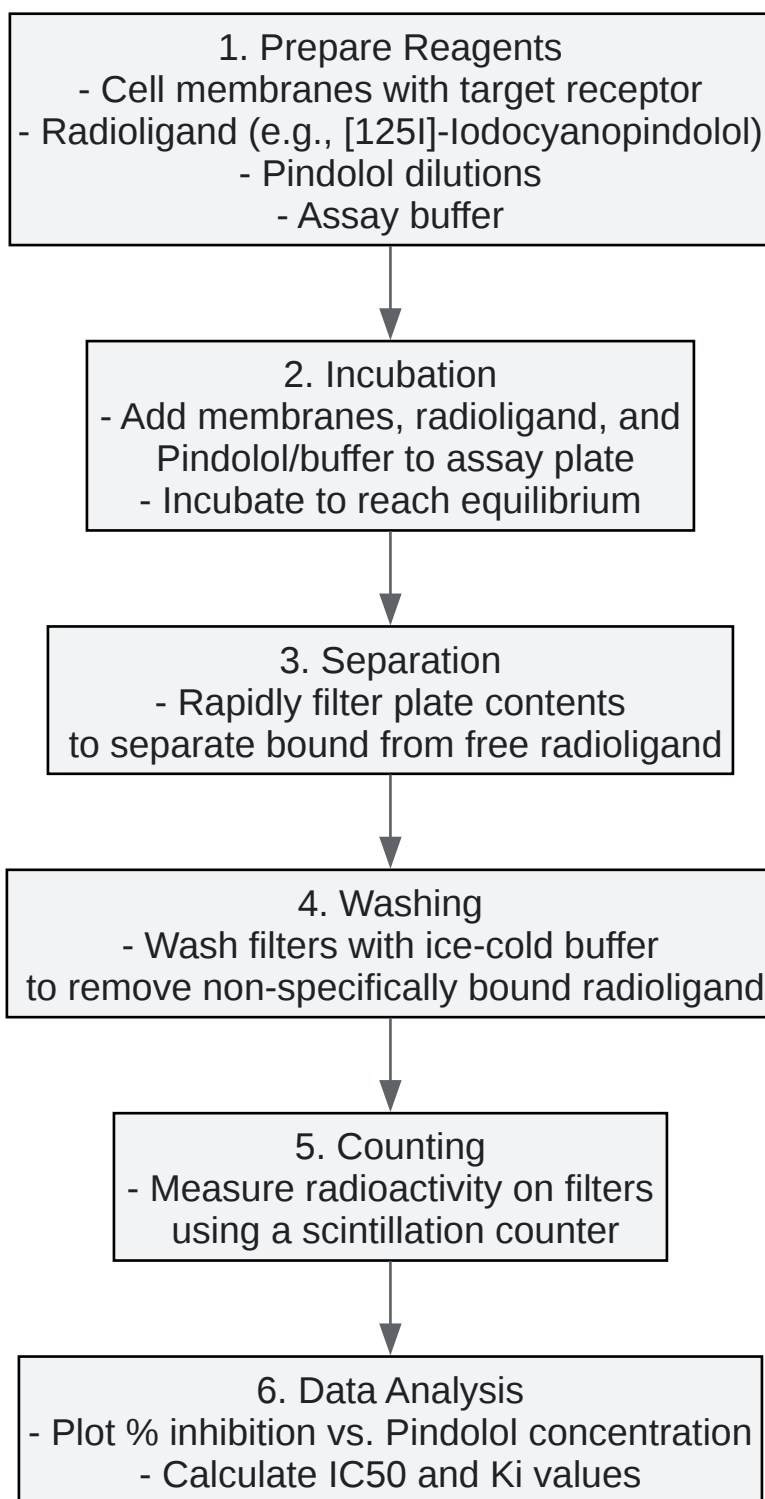 1. Prepare Reagents
- Cell membranes with target receptor
- Radioligand (e.g., [125I]-Iodocyanopindolol)
- Pindolol dilutions
- Assay buffer
2. Incubation
- Add membranes, radioligand, and
Pindolol/buffer to assay plate
- Incubate to reach equilibrium
3. Separation
- Rapidly filter plate contents
to separate bound from free radioligand
4. Washing
- Wash filters with ice-cold buffer
to remove non-specifically bound radioligand
5. Counting
- Measure radioactivity on filters
using a scintillation counter
6. Data Analysis
- Plot % inhibition vs. Pindolol concentration
- Calculate IC50 and Ki values